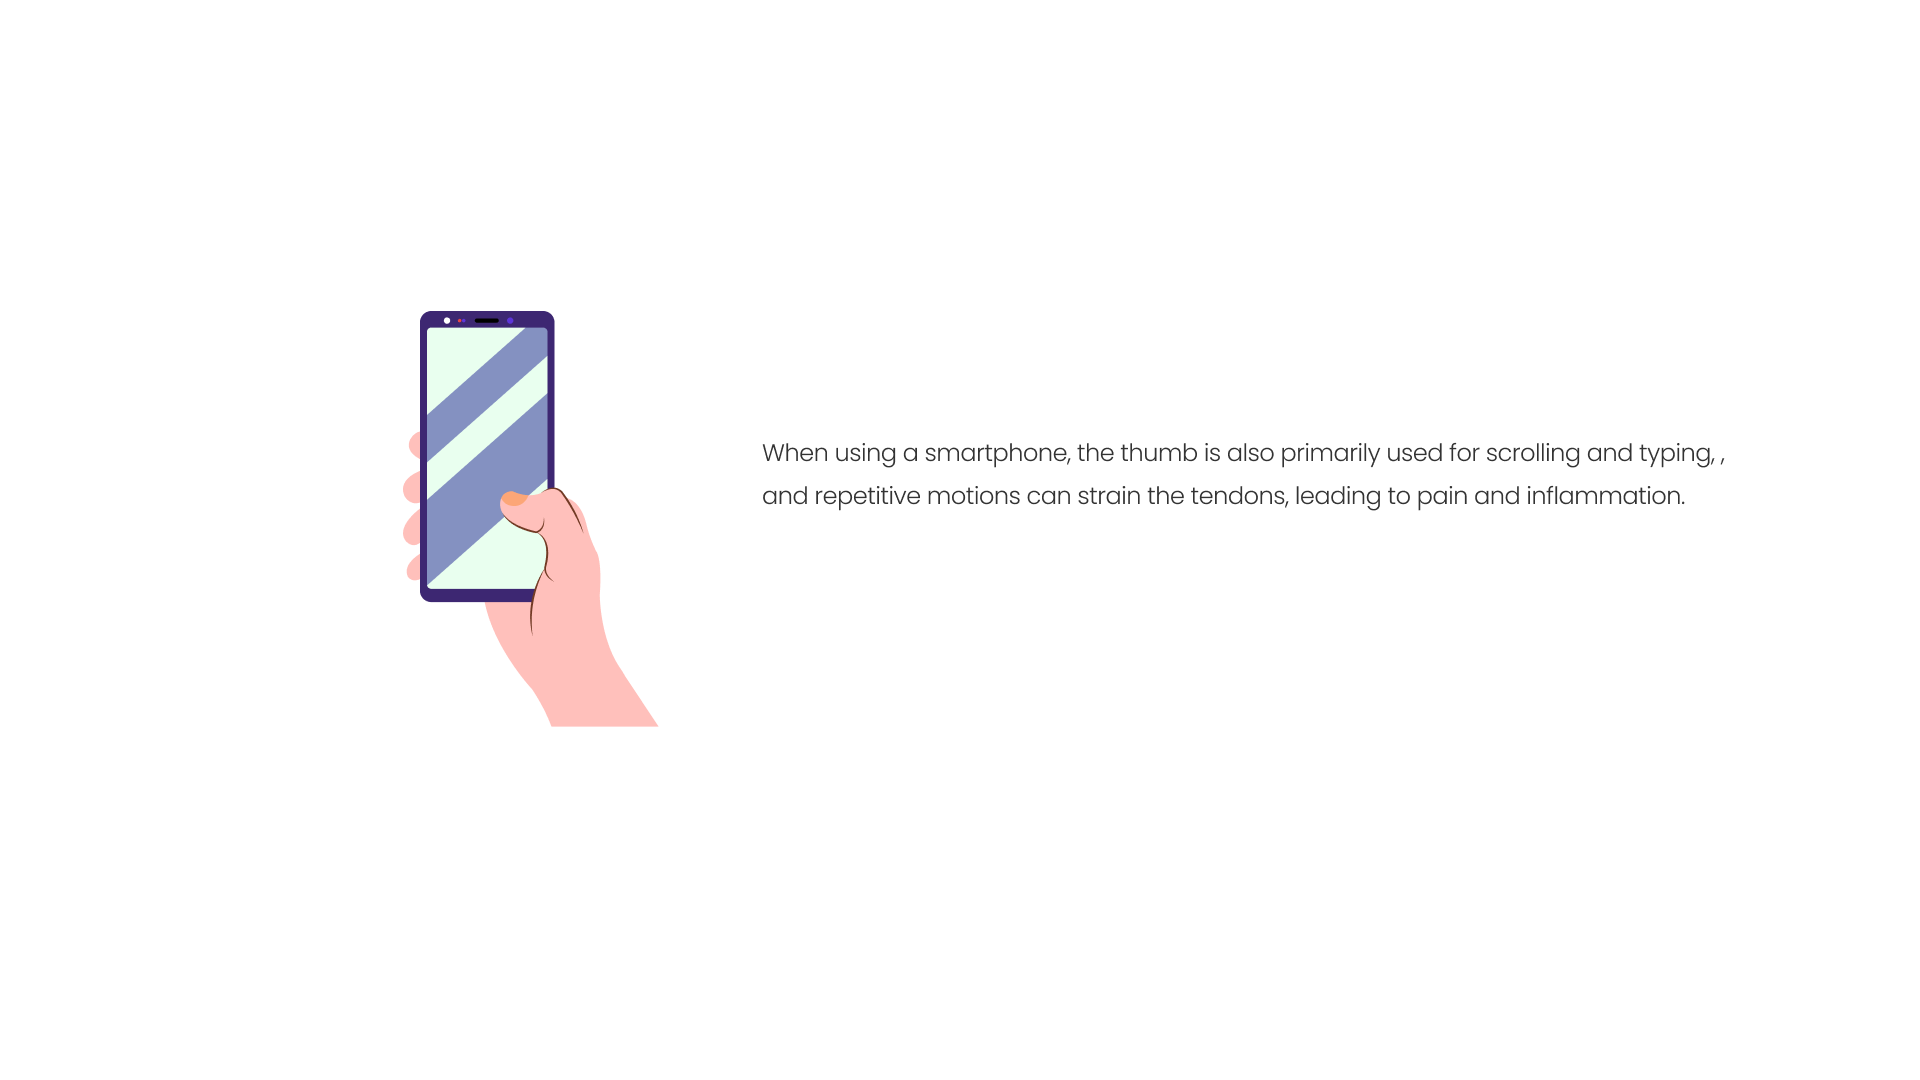 When using a smartphone, the thumb is also primarily used for scrolling and typing, ,
and repetitive motions can strain the tendons, leading to pain and inflammation.